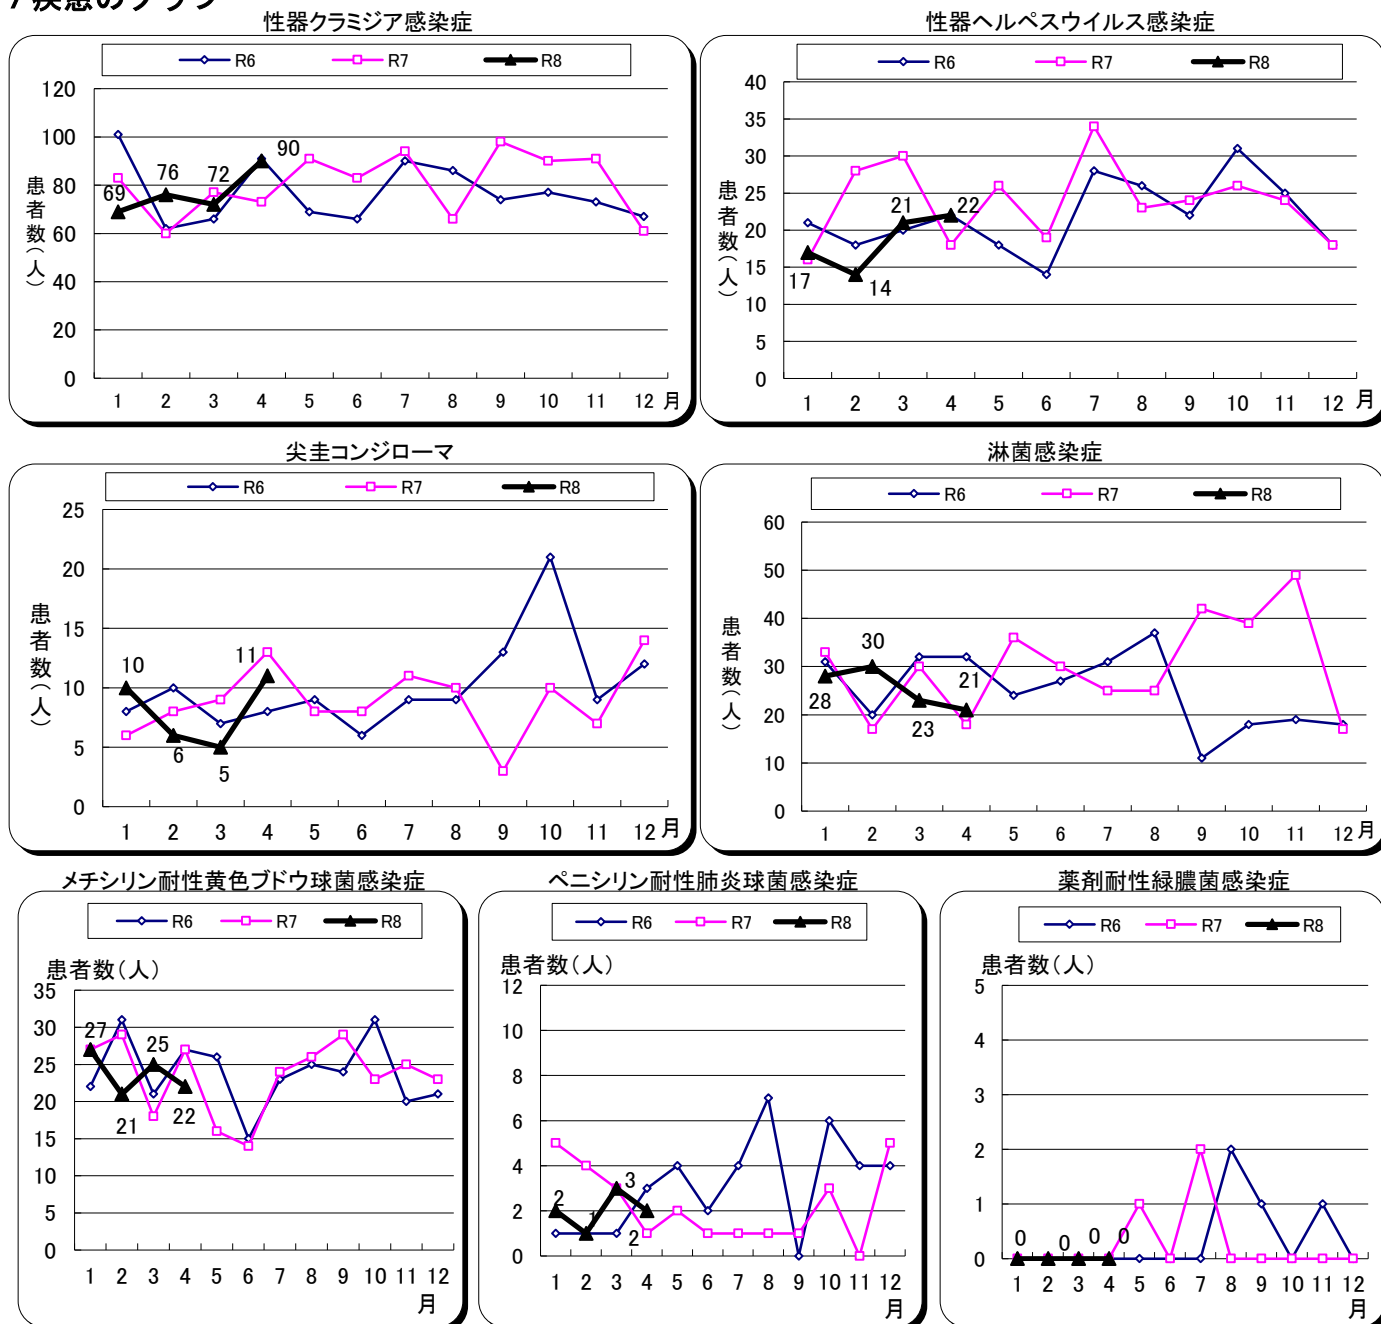 7疾患のグラフ
性器クラミジア感染症
R6 R7 R8
患者数(人)
120
100
80
60
40
20
0
69
76
72
90
1 2 3 4 5 6 7 8 9 10 11 12 月
性器ヘルペスウイルス感染症
R6 R7 R8
患者数(人)
40
35
30
25
20
15
10
5
0
17
14
21
22
1 2 3 4 5 6 7 8 9 10 11 12 月
尖圭コンジローマ
R6 R7 R8
患者数(人)
25
20
15
10
5
0
10
6
5
11
1 2 3 4 5 6 7 8 9 10 11 12 月
淋菌感染症
R6 R7 R8
患者数(人)
60
50
40
30
20
10
0
28
30
23
21
1 2 3 4 5 6 7 8 9 10 11 12 月
メチシリン耐性黄色ブドウ球菌感染症
R6 R7 R8
患者数(人)
35
30
25
20
15
10
5
0
27
21
25
22
1 2 3 4 5 6 7 8 9 10 11 12
月
ペニシリン耐性肺炎球菌感染症
R6 R7 R8
患者数(人)
12
10
8
6
4
2
0
2
1
3
2
1 2 3 4 5 6 7 8 9 10 11 12
月
薬剤耐性緑膿菌感染症
R6 R7 R8
患者数(人)
5
4
3
2
1
0
0
0
0
0
1 2 3 4 5 6 7 8 9 10 11 12
月